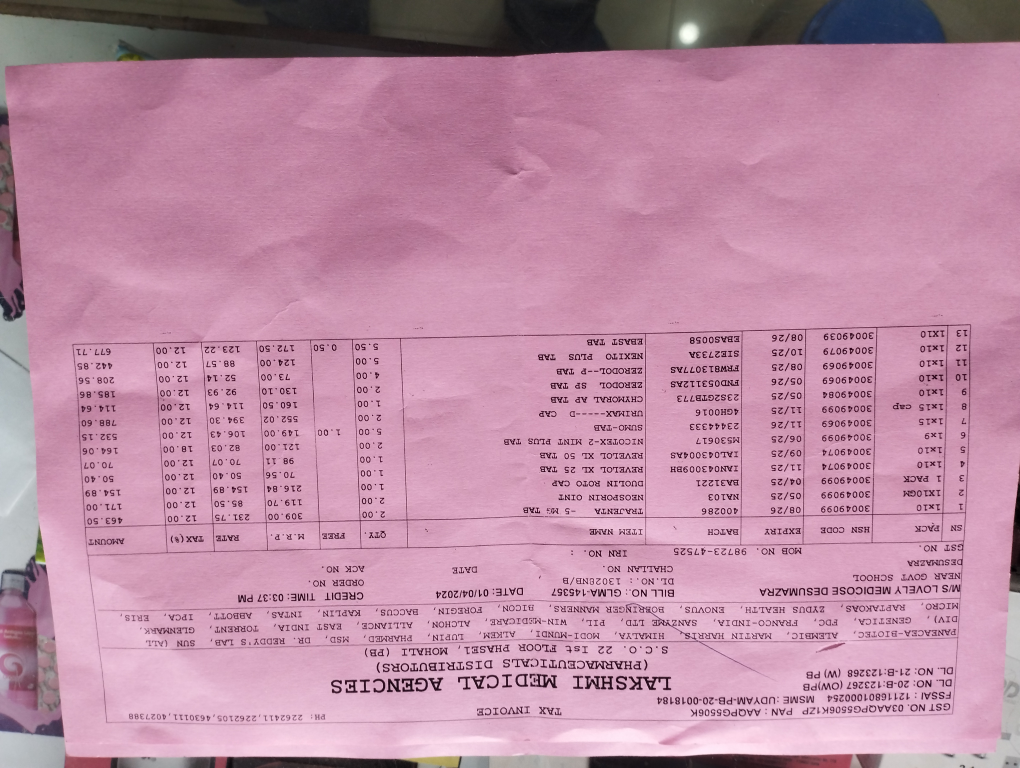 GST NO. 03AAQPG5506K1ZP PAN : AAQPG5506K TAX INVOICE PH: 2262411,2262105,4630111,4027388
FSSAI : 12116801000254 MSME: UDYAM-PB-20-0018184
DL. NO: 20-B:123267 (OW)PB LAKSHMI MEDICAL AGENCIES
DL. NO: 21-B:123268 (W) PB (PHARMACEUTICALS DISTRIBUTORS)
S.C.O. 22 Ist FLOOR PHASE1 MOHALI (PB)
PANEACEA-BIOTEC, ALEMBIC, MARTIN HARRIS, HIMALYA, MODI-MUNDI, ALKEM, LUPIN, PHARMED, MSD, DR. REDDY'S LAB, SUN (ALL
DIV), GENETICA, FDC, FRANCO-INDIA, SANZYME LTD, PIL, WIN-MEDICARE, ALCHON, ALLIANCE, EAST INDIA, TORRENT, GLENMARK,
MICRO, RAPTAKOAS, ZYDUS HEALTH, ENOVUS, BOERINGER MANNERS, BICON, FOREGIN, BACCUS, KAPLIN, INTAS, ABBOTT, IPCA, ERIS,
M/S LOVELY MEDICOSE DESUMAZRA BILL NO: GLMA-145357 DATE: 01/04/2024 CREDIT TIME: 03:37 PM
NEAR GOVT SCHOOL DL.NO.: 13028NB/B ORDER NO.
DESUMAZRA CHALLAN NO. DATE ACK NO.
GST NO. MOB NO. 98723-47525 IRN NO. :
SN PACK HSN CODE EXPIRY BATCH ITEM NAME QTY. FREE M.R.P. RATE TAX(%) AMOUNT
1 1x10 30049099 08/26 400286 TRAJENTA -5 MG TAB 2.00 309.00 231.75 12.00 463.50
2 1X10GM 30049099 05/25 NA103 NEOSPORIN OINT 2.00 119.70 85.50 12.00 171.00
3 1 PACK 30049099 04/25 BA31221 DUOLIN ROTO CAP 1.00 216.84 154.89 12.00 154.89
4 1x10 30049074 11/25 IAN043009BH REVELOL XL 25 TAB 1.00 70.56 50.40 12.00 50.40
5 1x10 30049074 09/25 IAL043004AS REVELOL XL 50 TAB 1.00 98.11 70.07 12.00 70.07
6 1x9 30049099 06/25 M530617 NICOTEX-2 MINT PLUS TAB 2.00 121.00 82.03 18.00 164.06
7 1x15 30049069 11/26 23444333 SUMO-TAB 5.00 1.00 149.00 106.43 12.00 532.15
8 1x15 cap 30049099 11/25 4GH0016 URIMAX-----D- CAP 2.00 552.02 394.30 12.00 788.60
9 1x10 30049084 05/25 23SZGTB773 CHYMORAL AP TAB 1.00 160.50 114.64 12.00 114.64
10 1x10 30049069 05/26 FND053D2112AS ZERODOL SP TAB 2.00 130.10 92.93 12.00 185.86
11 1x10 30049069 08/25 FRWB1307AS ZERODOL--P TAB 4.00 73.00 52.14 12.00 208.56
12 1x10 30049079 10/25 SIE2733A NEXITO PLUS TAB 5.00 124.00 88.57 12.00 442.85
13 1X10 30049039 08/26 EBAS0058 EBAST TAB 5.50 0.50 172.50 123.22 12.00 677.71